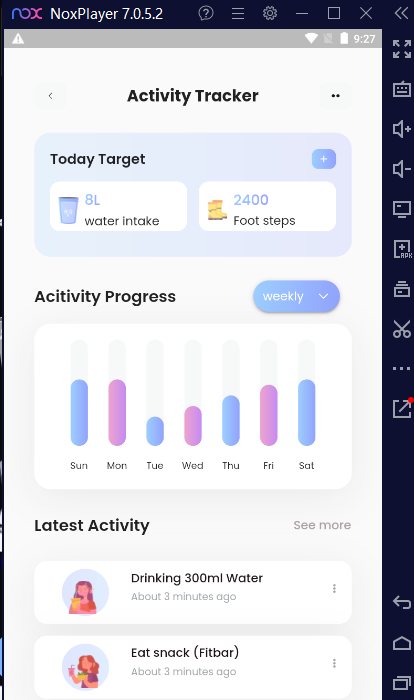 nox NoxPlayer 7.0.5.2
9:27
Activity Tracker
Today Target
+
8L
water intake
2400
Foot steps
Acitivity Progress
weekly
Sun Mon Tue Wed Thu Fri Sat
Latest Activity
See more
Drinking 300ml Water
About 3 minutes ago
Eat snack (Fitbar)
About 3 minutes ago
APK